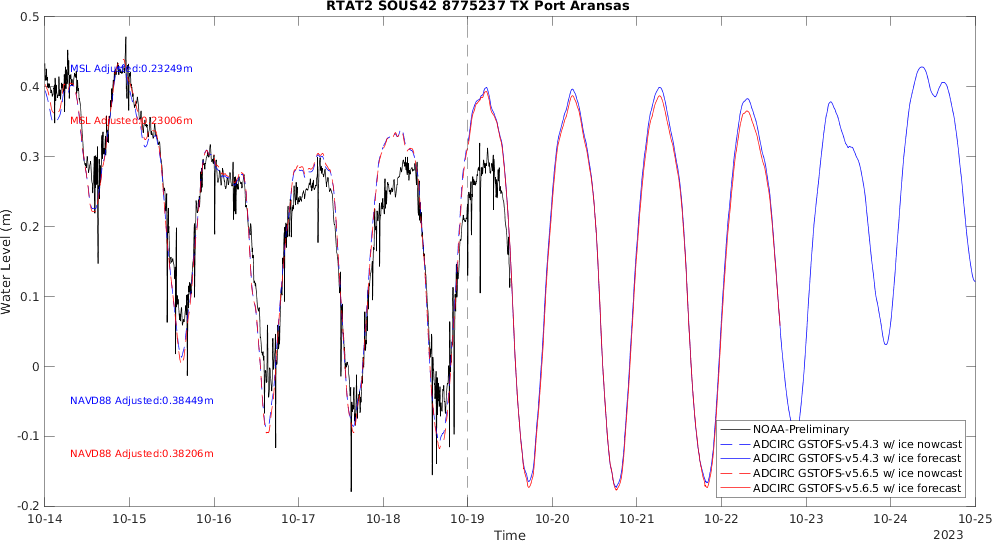 RTAT2 SOUS42 8775237 TX Port Aransas
0.5
0.4
0.3
0.2
0.1
0
-0.1
-0.2
Water Level (m)
MSL Adjusted:0.23249m
MSL Adjusted:0.23006m
NAVD88 Adjusted:0.38449m
NAVD88 Adjusted:0.38206m
NOAA-Preliminary
ADCIRC GSTOFS-v5.4.3 w/ ice nowcast
ADCIRC GSTOFS-v5.4.3 w/ ice forecast
ADCIRC GSTOFS-v5.6.5 w/ ice nowcast
ADCIRC GSTOFS-v5.6.5 w/ ice forecast
10-14 10-15 10-16 10-17 10-18 10-19 10-20 10-21 10-22 10-23 10-24 10-25
Time
2023